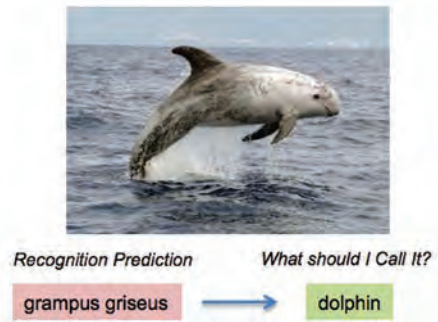 Recognition Prediction What should I Call It?
grampus griseus dolphin